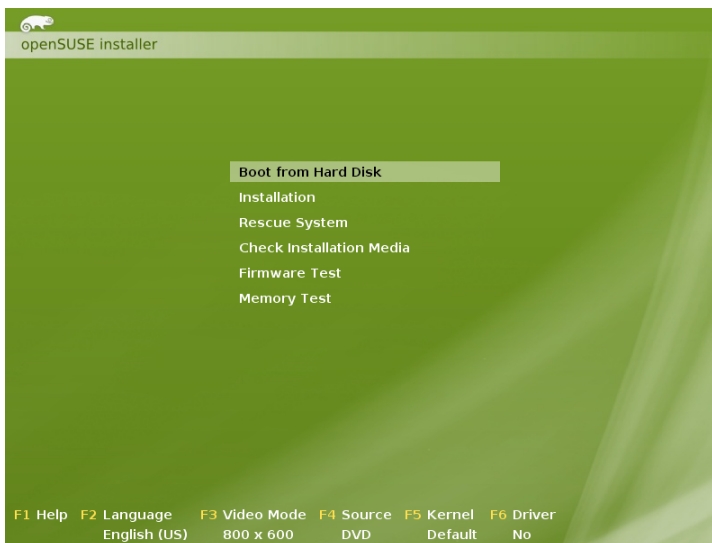 openSUSE installer
Boot from Hard Disk
Installation
Rescue System
Check Installation Media
Firmware Test
Memory Test
F1 Help F2 Language F3 Video Mode F4 Source F5 Kernel F6 Driver
English (US) 800 x 600 DVD Default No